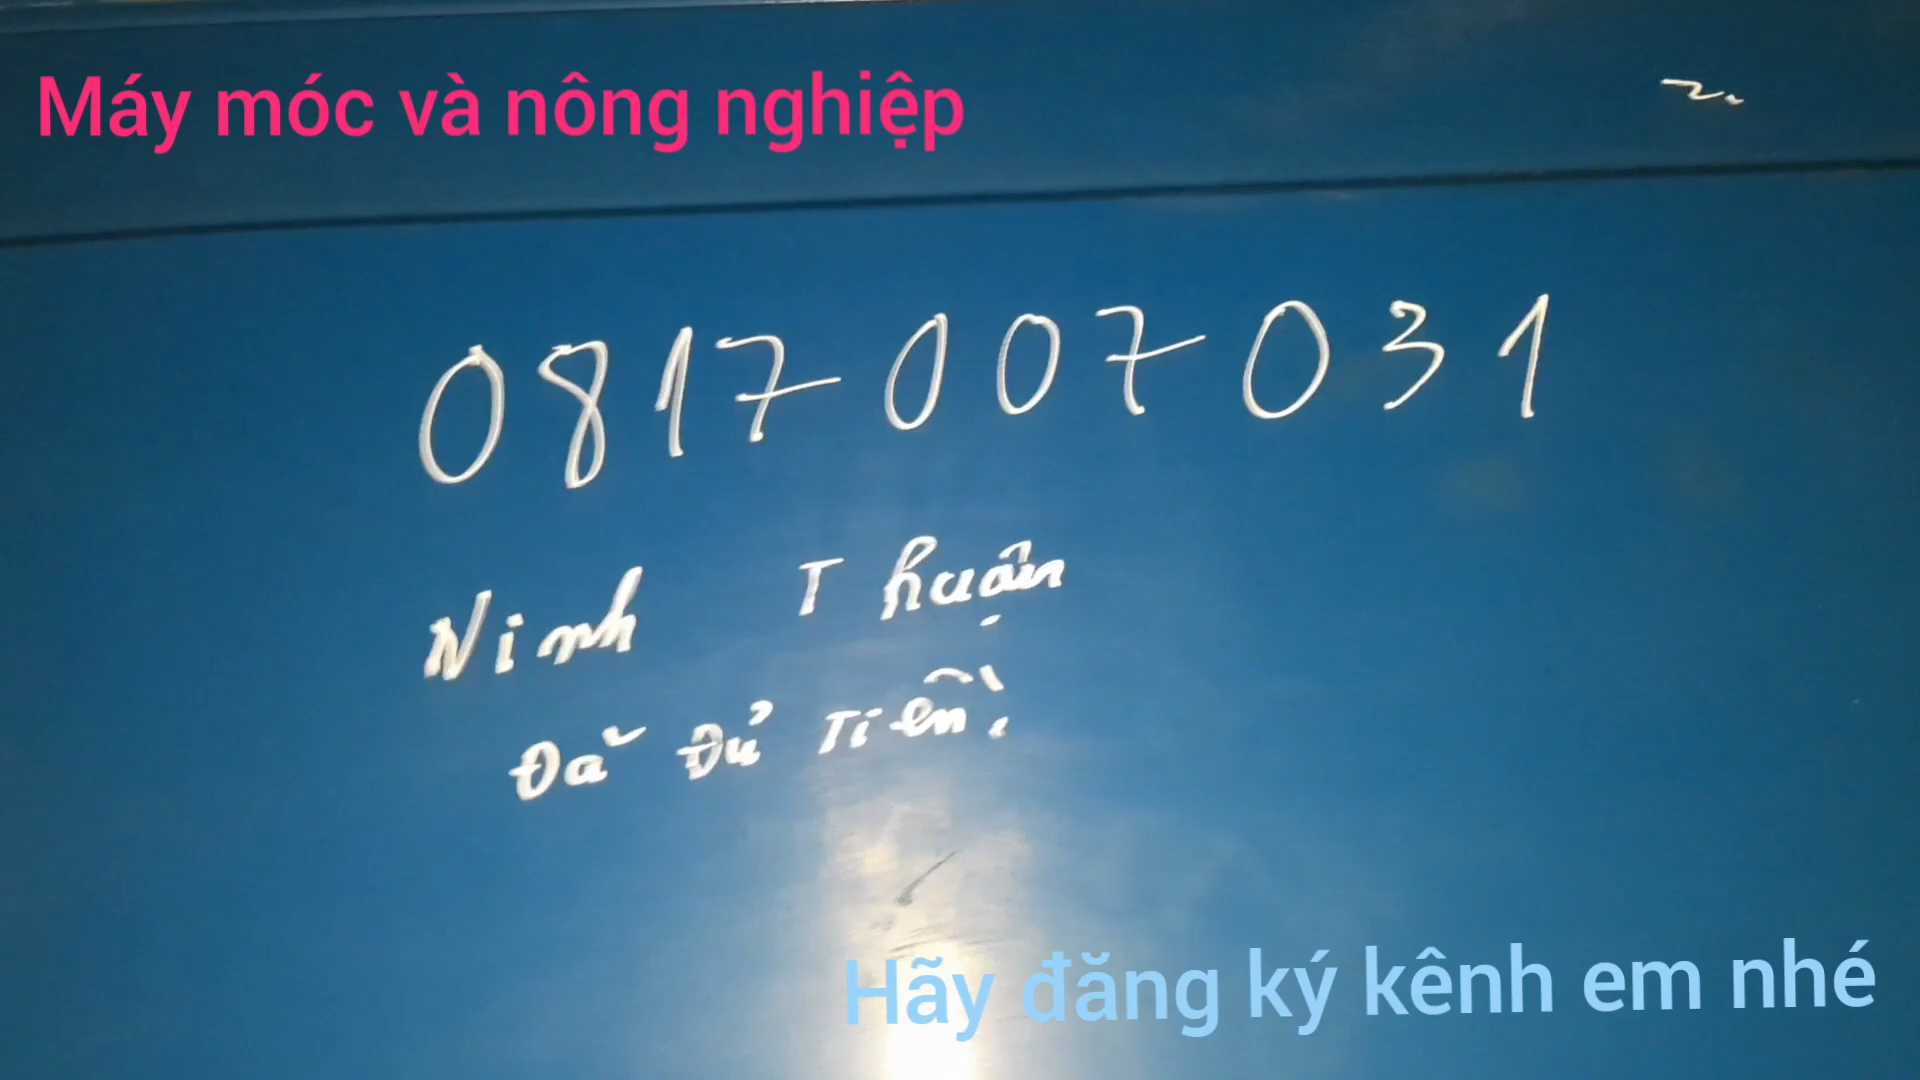 Máy móc và nông nghiệp
0817007031
Ninh Thuận
Đã Đủ Tiền.
Hãy đăng ký kênh em nhé